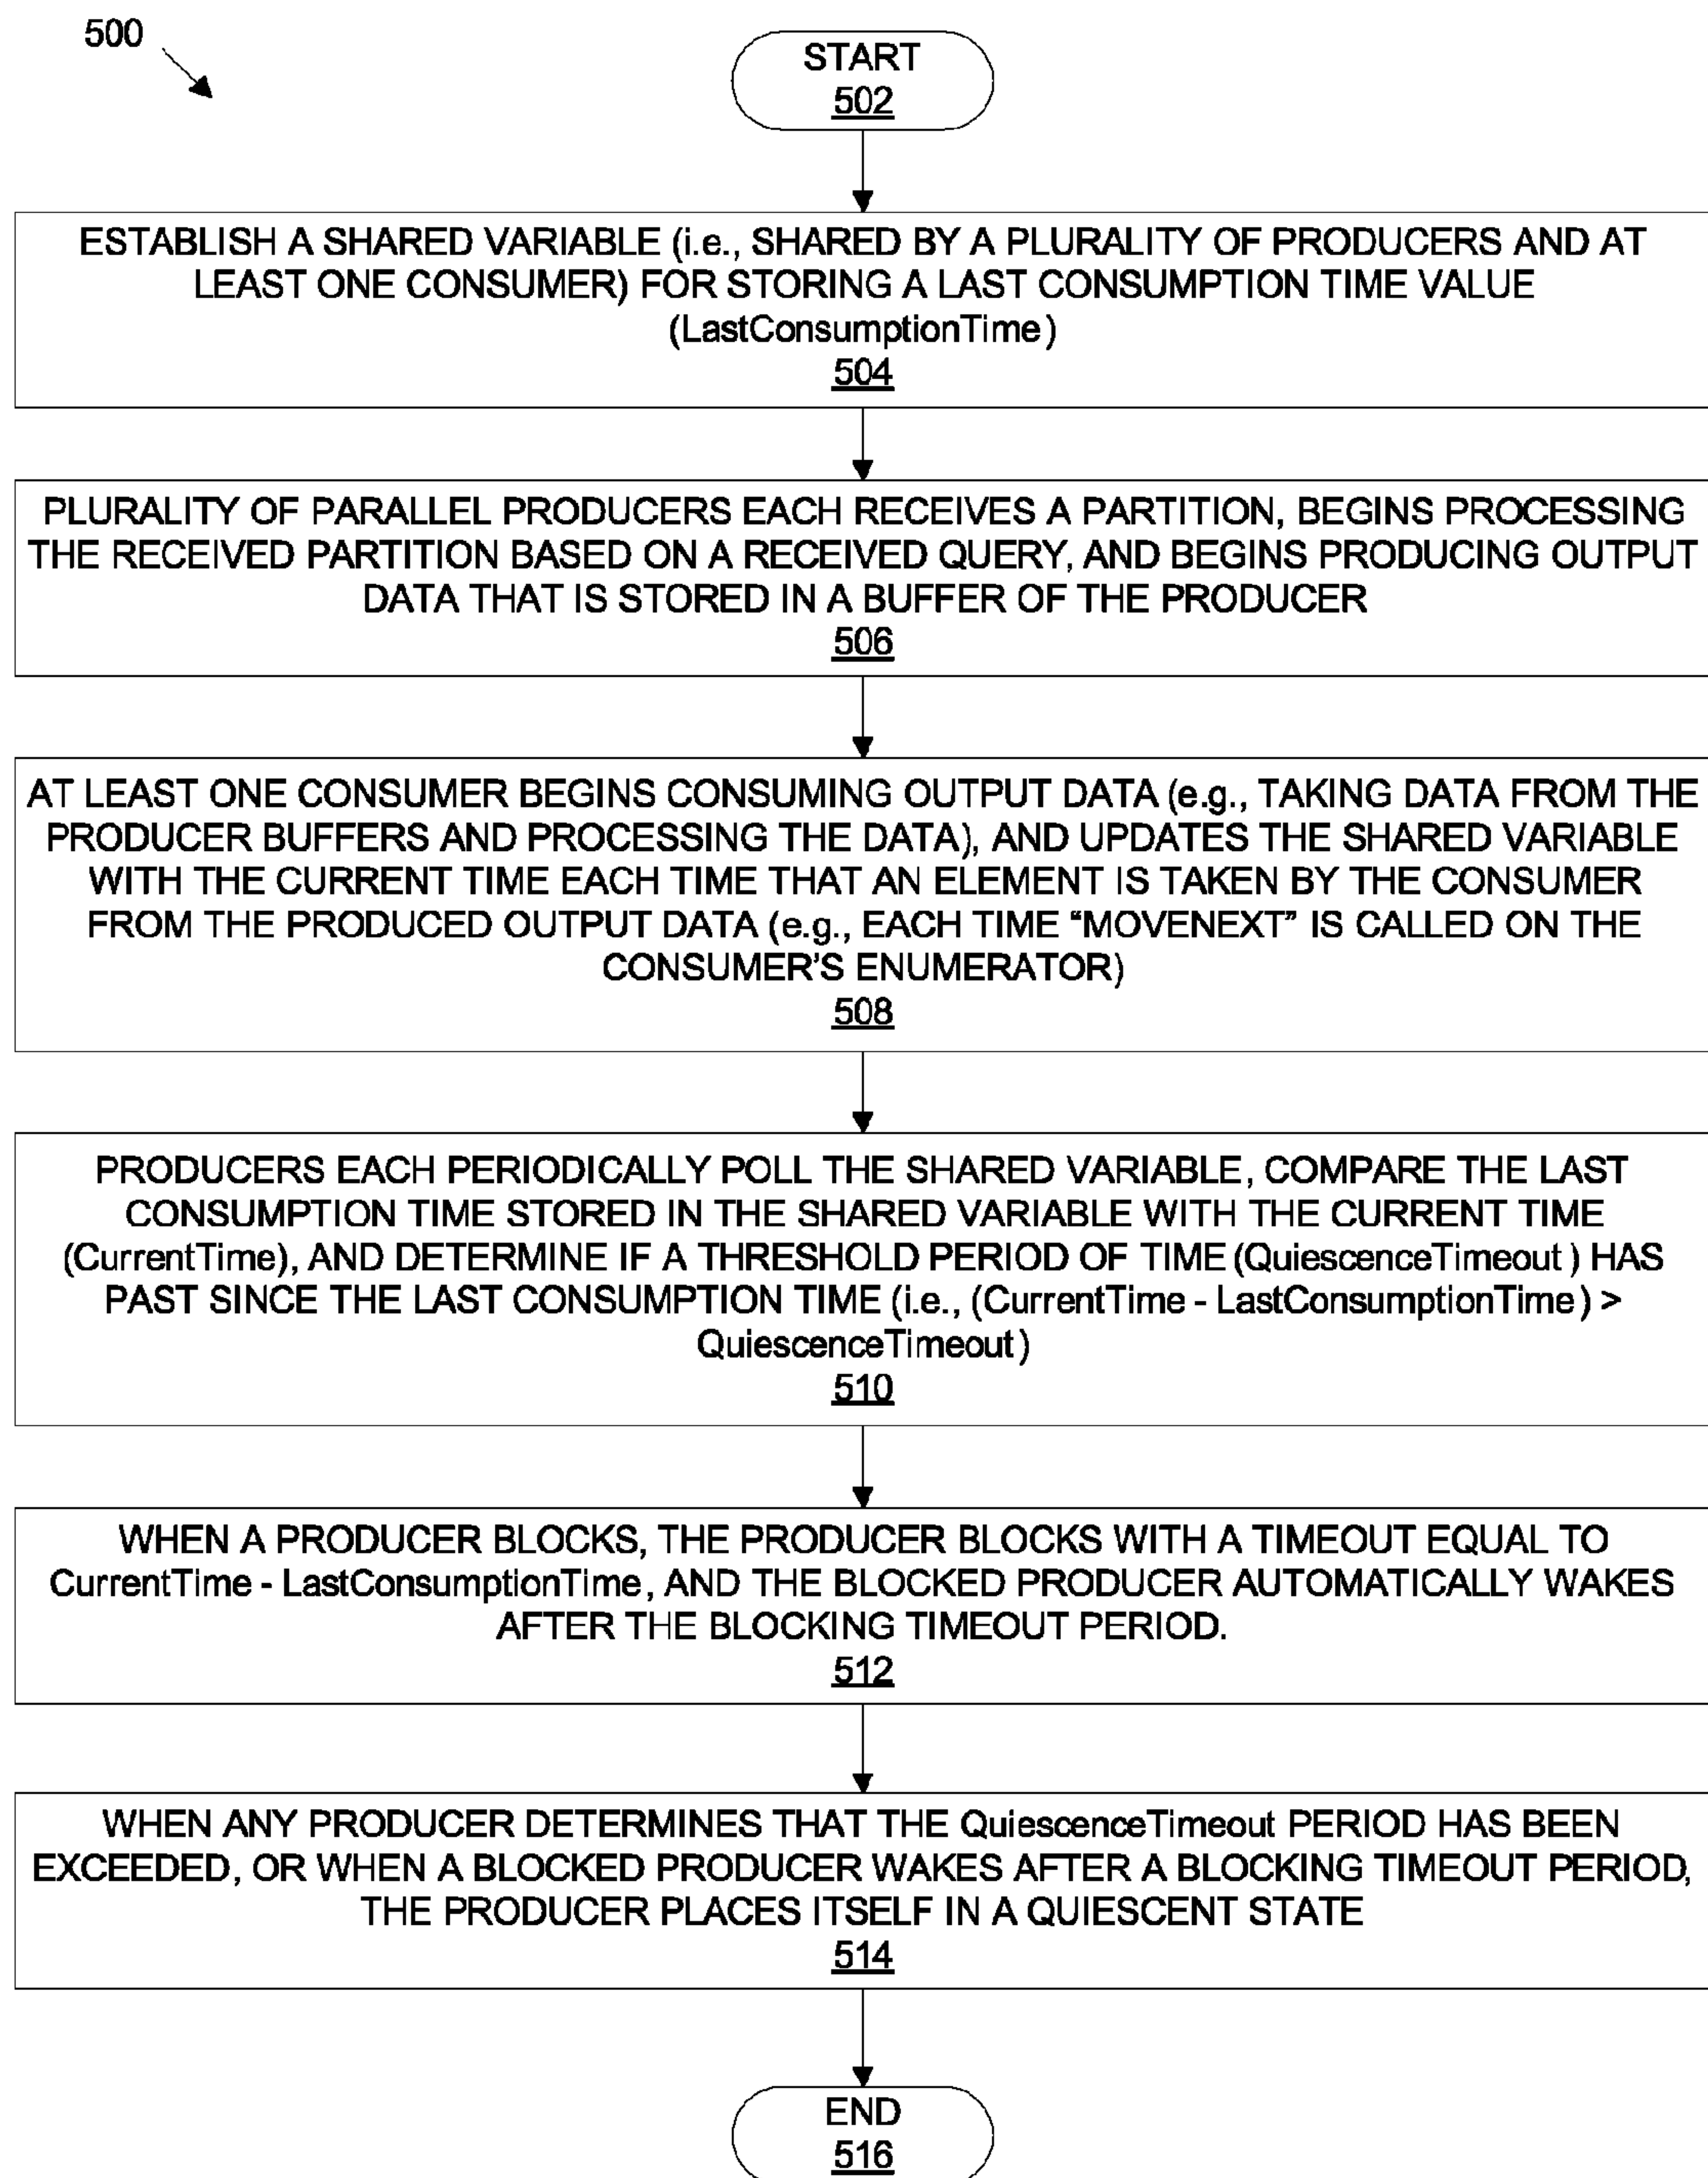 500
START
502
ESTABLISH A SHARED VARIABLE (i.e., SHARED BY A PLURALITY OF PRODUCERS AND AT
LEAST ONE CONSUMER) FOR STORING A LAST CONSUMPTION TIME VALUE
(LastConsumptionTime)
504
PLURALITY OF PARALLEL PRODUCERS EACH RECEIVES A PARTITION, BEGINS PROCESSING
THE RECEIVED PARTITION BASED ON A RECEIVED QUERY, AND BEGINS PRODUCING OUTPUT
DATA THAT IS STORED IN A BUFFER OF THE PRODUCER
506
AT LEAST ONE CONSUMER BEGINS CONSUMING OUTPUT DATA (e.g., TAKING DATA FROM THE
PRODUCER BUFFERS AND PROCESSING THE DATA), AND UPDATES THE SHARED VARIABLE
WITH THE CURRENT TIME EACH TIME THAT AN ELEMENT IS TAKEN BY THE CONSUMER
FROM THE PRODUCED OUTPUT DATA (e.g., EACH TIME “MOVENEXT” IS CALLED ON THE
CONSUMER'S ENUMERATOR)
508
PRODUCERS EACH PERIODICALLY POLL THE SHARED VARIABLE, COMPARE THE LAST
CONSUMPTION TIME STORED IN THE SHARED VARIABLE WITH THE CURRENT TIME
(CurrentTime), AND DETERMINE IF A THRESHOLD PERIOD OF TIME (QuiescenceTimeout) HAS
PAST SINCE THE LAST CONSUMPTION TIME (i.e., (CurrentTime - LastConsumptionTime) >
QuiescenceTimeout)
510
WHEN A PRODUCER BLOCKS, THE PRODUCER BLOCKS WITH A TIMEOUT EQUAL TO
CurrentTime - LastConsumptionTime, AND THE BLOCKED PRODUCER AUTOMATICALLY WAKES
AFTER THE BLOCKING TIMEOUT PERIOD.
512
WHEN ANY PRODUCER DETERMINES THAT THE QuiescenceTimeout PERIOD HAS BEEN
EXCEEDED, OR WHEN A BLOCKED PRODUCER WAKES AFTER A BLOCKING TIMEOUT PERIOD,
THE PRODUCER PLACES ITSELF IN A QUIESCENT STATE
514
END
516